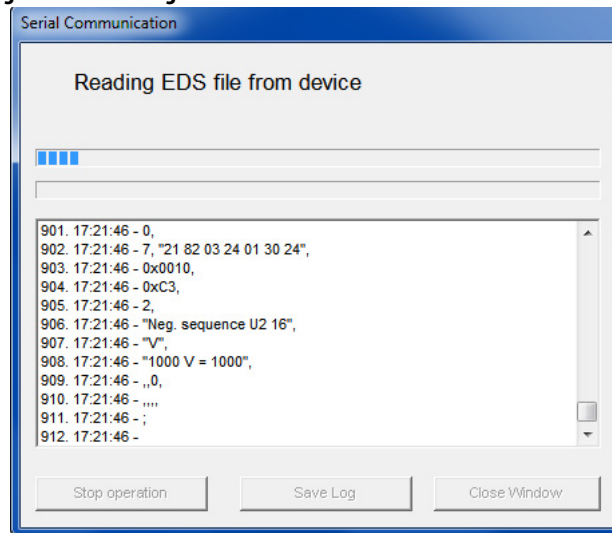 Serial Communication
Reading EDS file from device
901. 17:21:46 - 0,
902. 17:21:46 - 7, "21 82 03 24 01 30 24",
903. 17:21:46 - 0x0010,
904. 17:21:46 - 0xC3,
905. 17:21:46 - 2,
906. 17:21:46 - "Neg. sequence U2 16",
907. 17:21:46 - "V",
908. 17:21:46 - "1000 V = 1000",
909. 17:21:46 - ,,0,
910. 17:21:46 - ,,,,
911. 17:21:46 - ;
912. 17:21:46 -
Stop operation
Save Log
Close Window